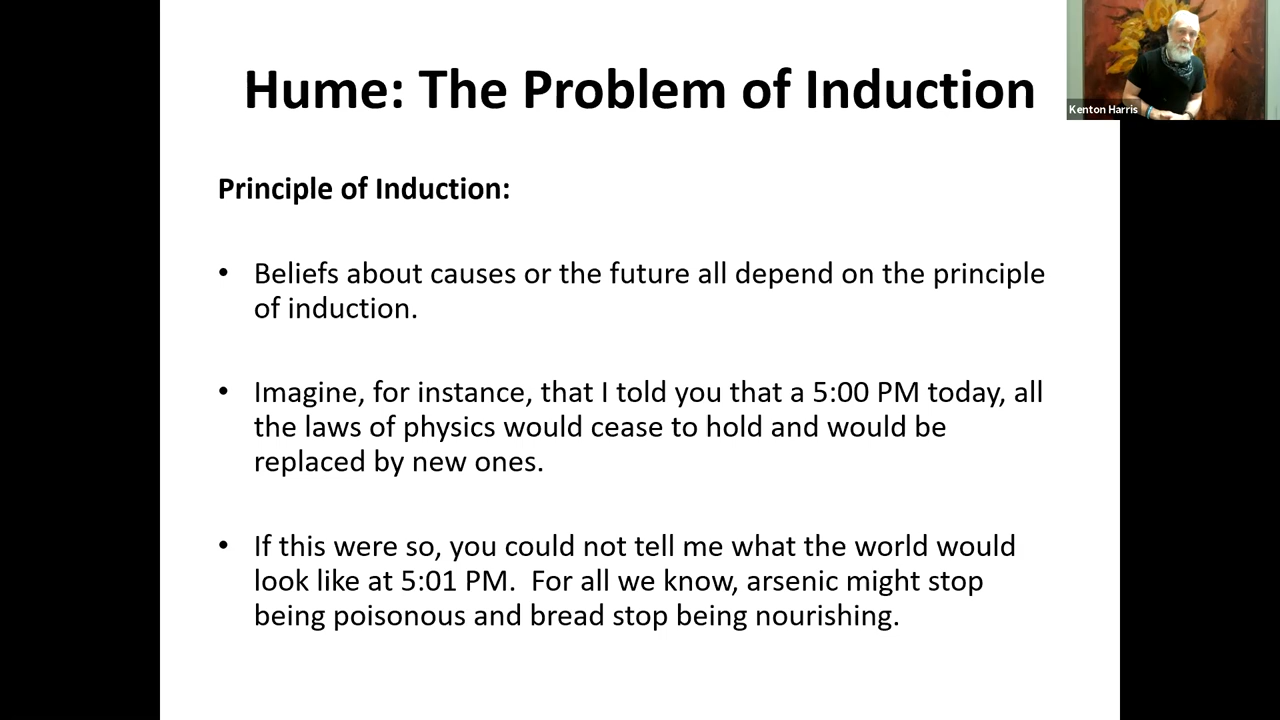 Hume: The Problem of Induction
Kenton Harris
Principle of Induction:
• Beliefs about causes or the future all depend on the principle
of induction.
• Imagine, for instance, that I told you that a 5:00 PM today, all
the laws of physics would cease to hold and would be
replaced by new ones.
• If this were so, you could not tell me what the world would
look like at 5:01 PM.  For all we know, arsenic might stop
being poisonous and bread stop being nourishing.